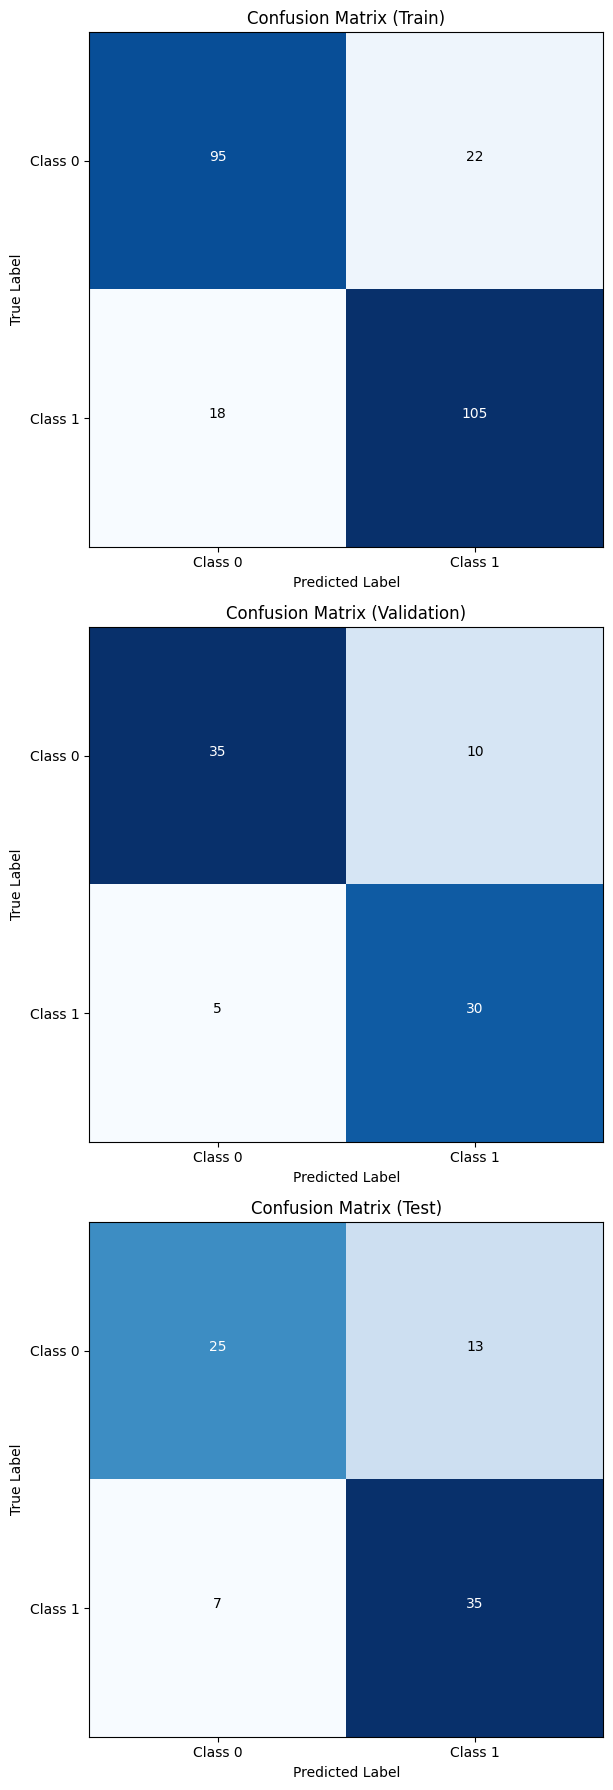 Confusion Matrix (Train)
True Label
Class 0
95
22
Class 1
18
105
Class 0
Class 1
Predicted Label
Confusion Matrix (Validation)
True Label
Class 0
35
10
Class 1
5
30
Class 0
Class 1
Predicted Label
Confusion Matrix (Test)
True Label
Class 0
25
13
Class 1
7
35
Class 0
Class 1
Predicted Label